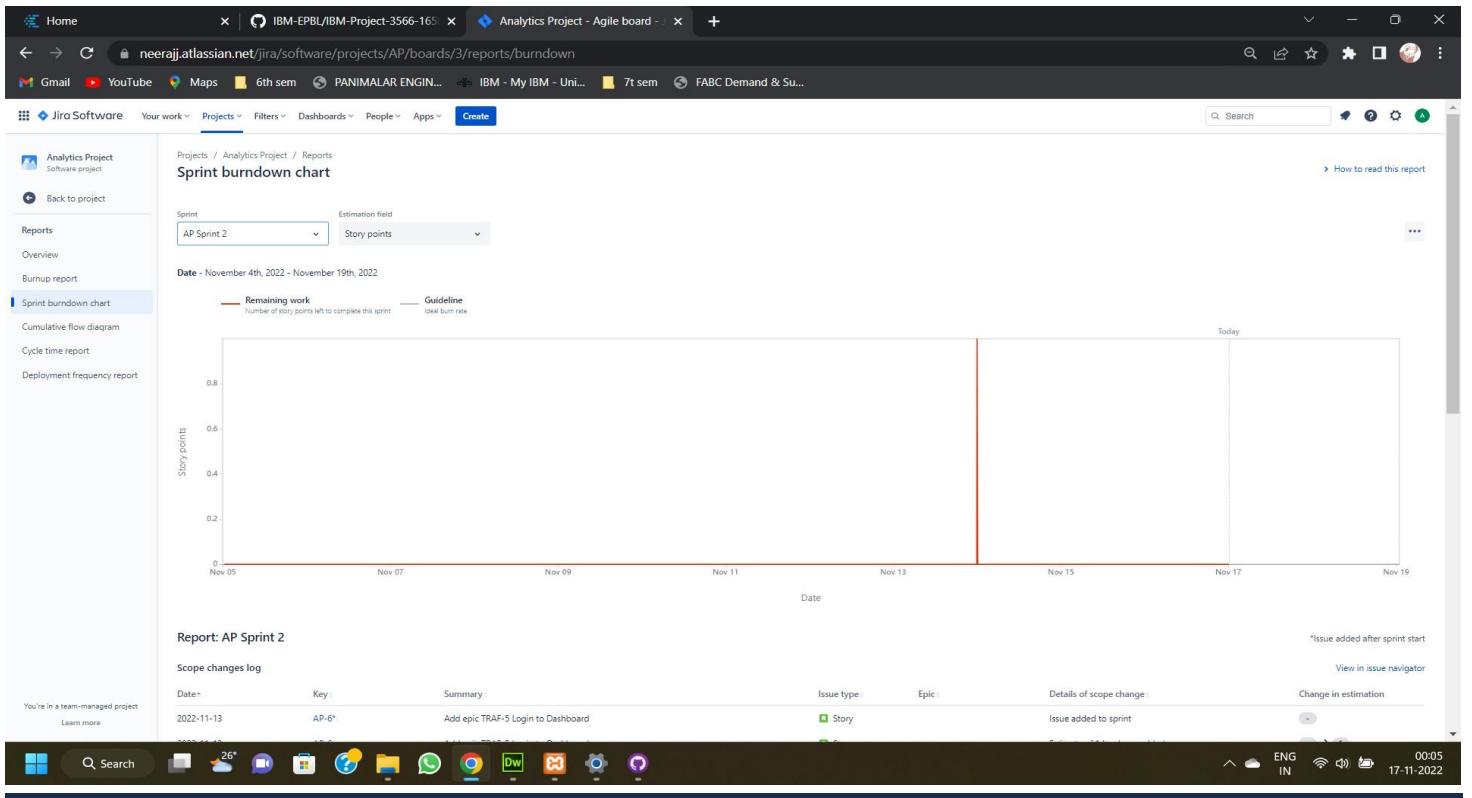 Home
IBM-EPBL/IBM-Project-3566-165
Analytics Project - Agile board - J
neerajj.atlassian.net/jira/software/projects/AP/boards/3/reports/burndown
Gmail YouTube Maps 6th sem PANIMALAR ENGIN... IBM - My IBM - Uni... 7t sem FABC Demand & Su...
Jira Software Your work Projects Filters Dashboards People Apps Create Search A
Analytics Project
Software project
Back to project
Reports
Overview
Burnup report
Sprint burndown chart
Cumulative flow diagram
Cycle time report
Deployment frequency report
You're in a team-managed project
Learn more
Projects / Analytics Project / Reports
Sprint burndown chart
How to read this report
Sprint Estimation field
AP Sprint 2 Story points
Date - November 4th, 2022 - November 19th, 2022
Remaining work Guideline
Number of story points left to complete this sprint Ideal burn rate
Today
0.8
0.6
0.4
0.2
0
Story points
Nov 05 Nov 07 Nov 09 Nov 11 Nov 13 Nov 15 Nov 17 Nov 19
Date
Report: AP Sprint 2
*Issue added after sprint start
Scope changes log
View in issue navigator
Date Key Summary Issue type Epic Details of scope change Change in estimation
2022-11-13 AP-6* Add epic TRAF-5 Login to Dashboard Story Issue added to sprint -
Search
26°
Dw
ENG
IN
00:05
17-11-2022